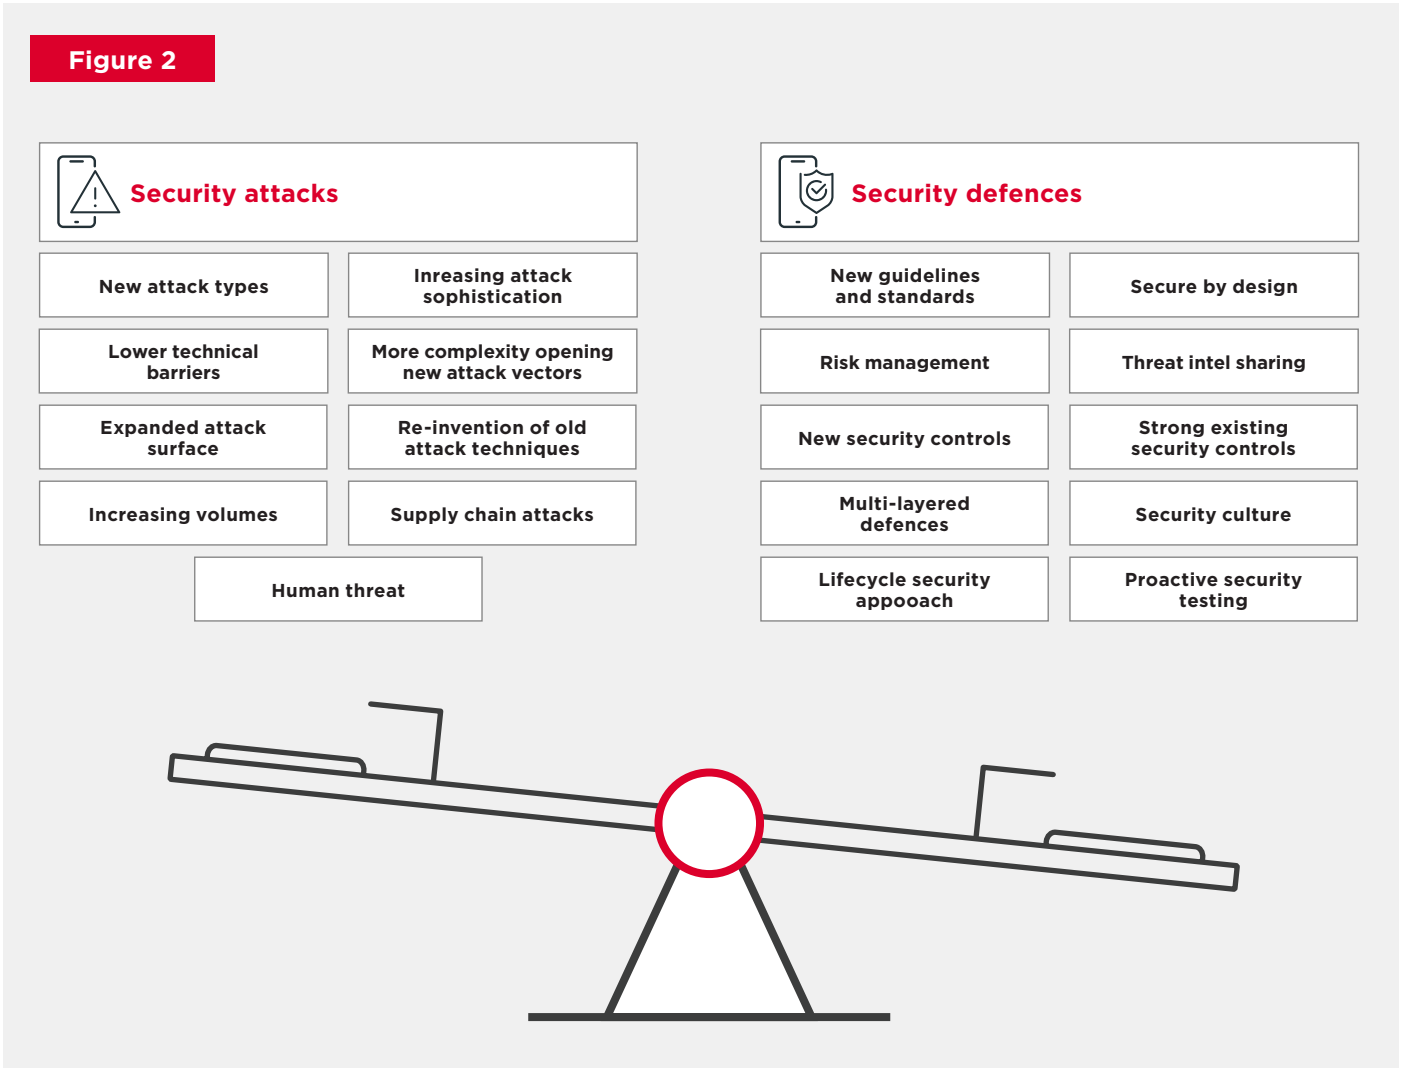 Figure 2
Security attacks
New attack types
Inreasing attack
sophistication
Lower technical
barriers
More complexity opening
new attack vectors
Expanded attack
surface
Re-invention of old
attack techniques
Increasing volumes
Supply chain attacks
Human threat
Security defences
New guidelines
and standards
Secure by design
Risk management
Threat intel sharing
New security controls
Strong existing
security controls
Multi-layered
defences
Security culture
Lifecycle security
appooach
Proactive security
testing